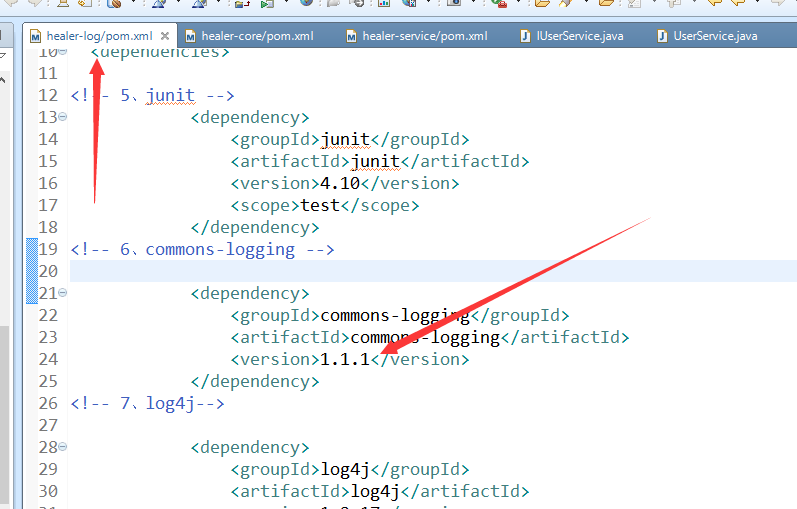 healer-log/pom.xml healer-core/pom.xml healer-service/pom.xml IUserService.java UserService.java
10 <dependencies>
11
12 <!-- 5、junit -->
13 <dependency>
14 <groupId>junit</groupId>
15 <artifactId>junit</artifactId>
16 <version>4.10</version>
17 <scope>test</scope>
18 </dependency>
19 <!-- 6、commons-logging -->
20
21 <dependency>
22 <groupId>commons-logging</groupId>
23 <artifactId>commons-logging</artifactId>
24 <version>1.1.1</version>
25 </dependency>
26 <!-- 7、log4j-->
27
28 <dependency>
29 <groupId>log4j</groupId>
30 <artifactId>log4j</artifactId>